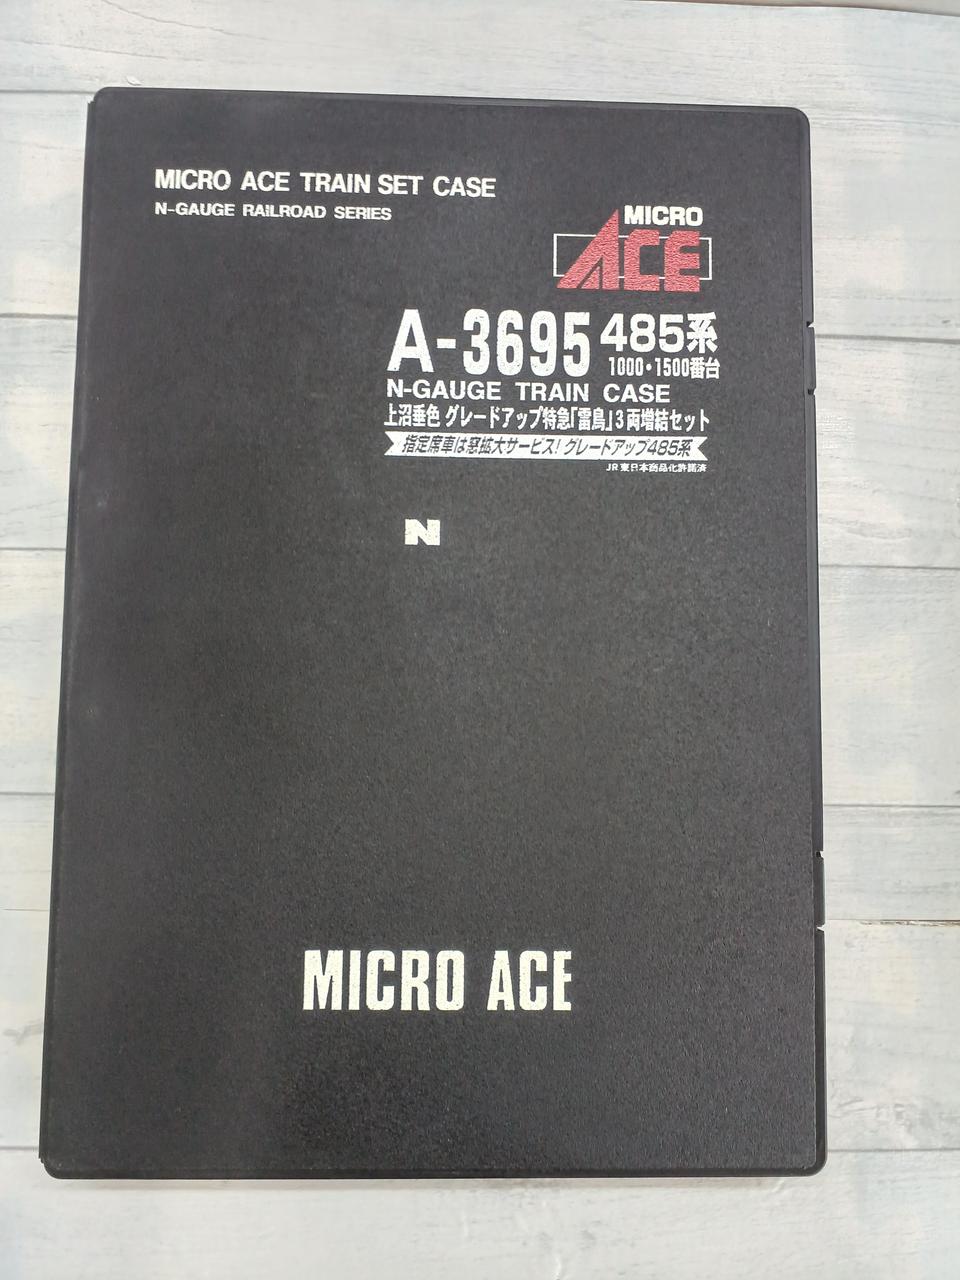 MICRO ACE TRAIN SET CASE
N-GAUGE RAILROAD SERIES
MICRO
ACE
A-3695 485系
1000・1500番台
N-GAUGE TRAIN CASE
上沼垂色 グレードアップ特急「雷鳥」3両増結セット
指定席車は窓拡大サービス! グレードアップ485系
JR東日本商品化許諾済
N
MICRO ACE